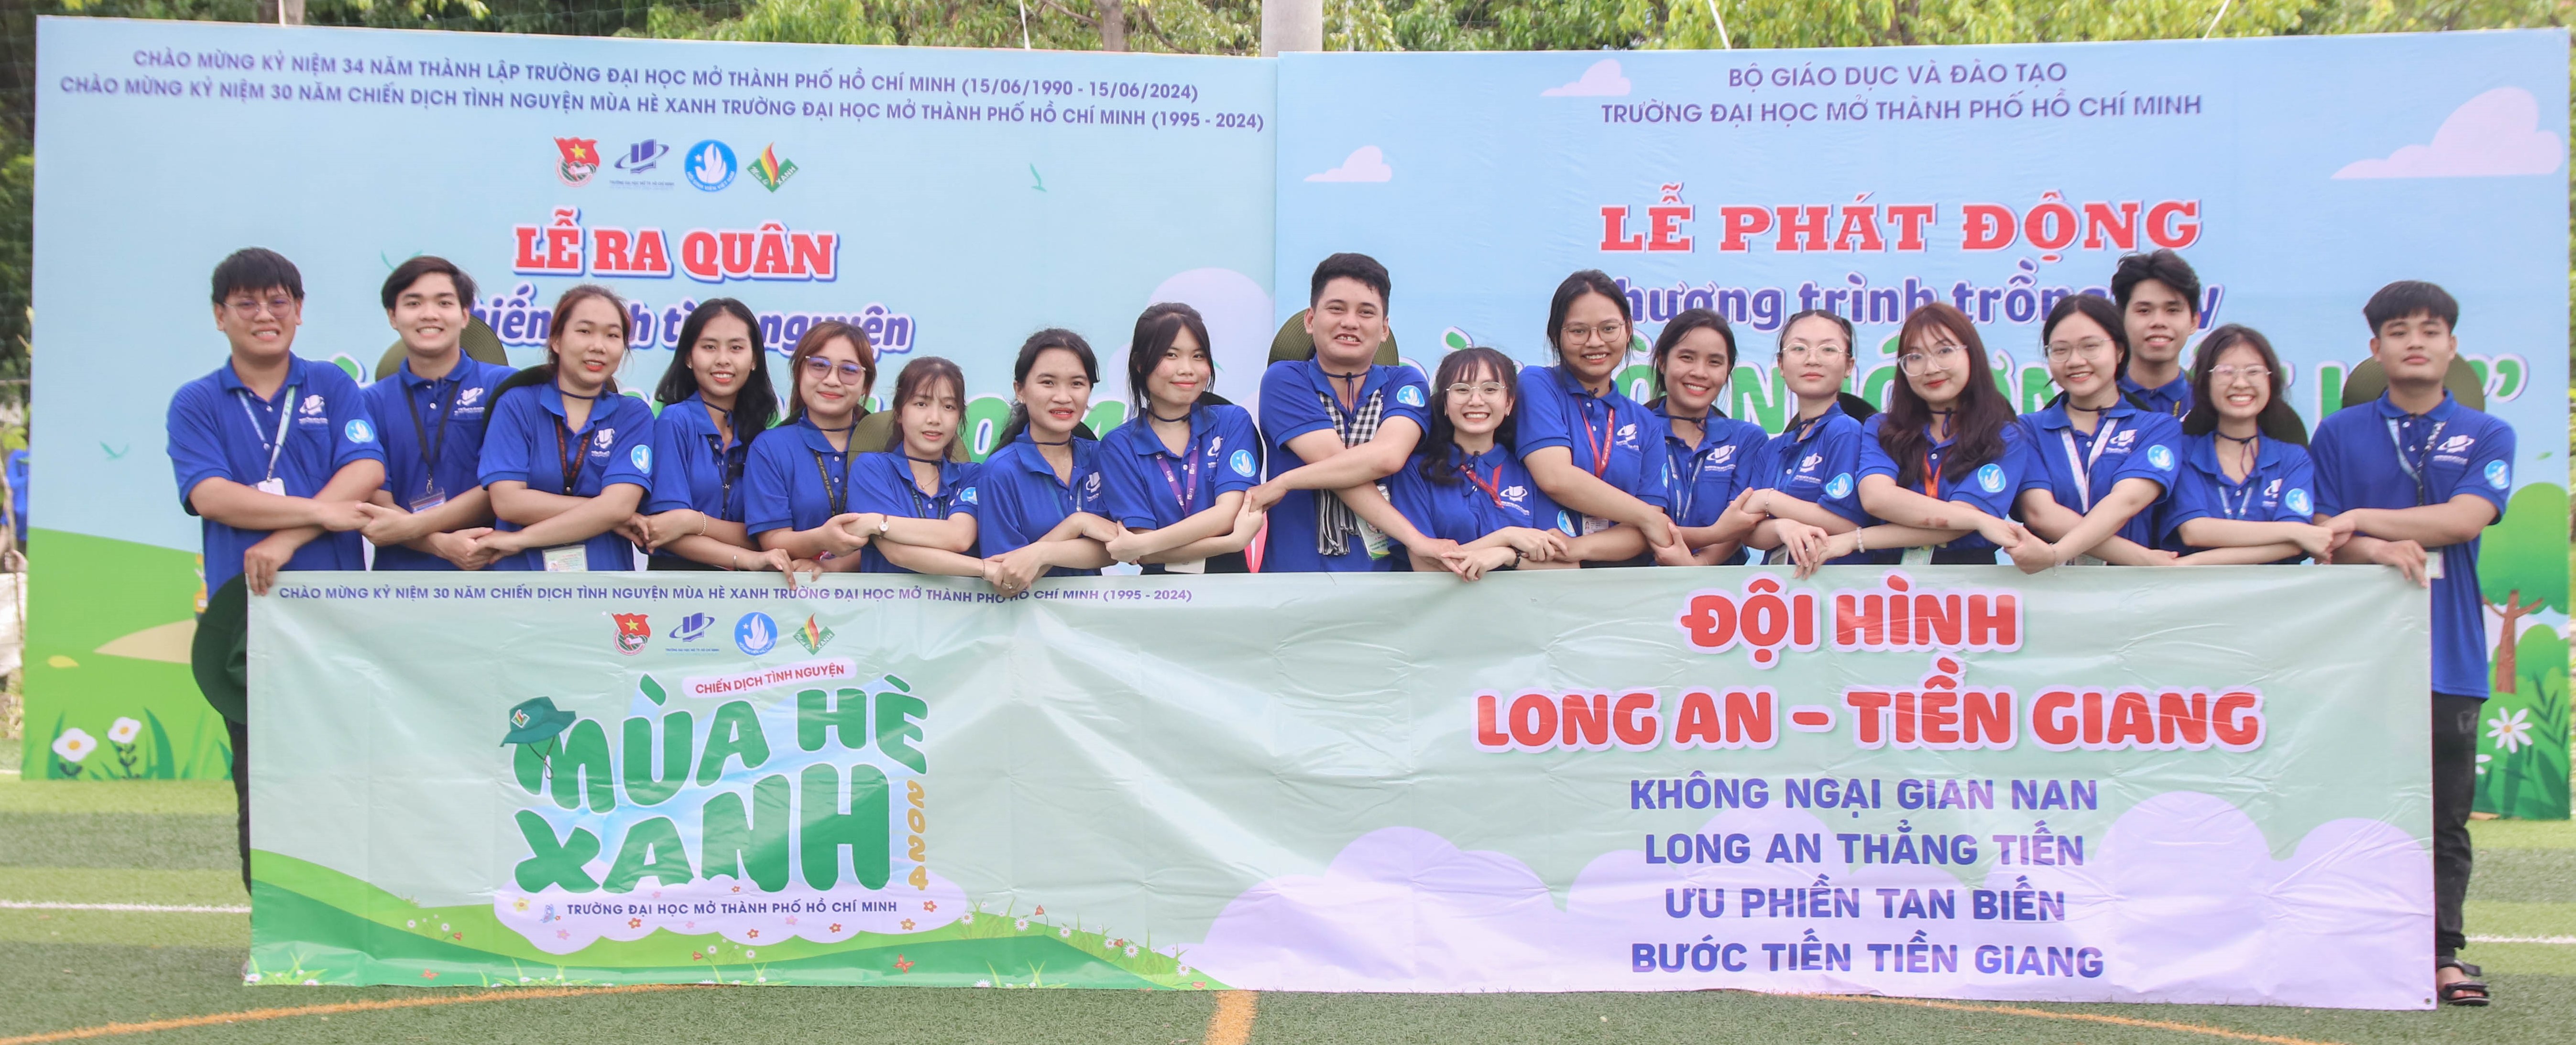 CHÀO MỪNG KỶ NIỆM 34 NĂM THÀNH LẬP TRƯỜNG ĐẠI HỌC MỞ THÀNH PHỐ HỒ CHÍ MINH (15/06/1990 - 15/06/2024)
CHÀO MỪNG KỶ NIỆM 30 NĂM CHIẾN DỊCH TÌNH NGUYỆN MÙA HÈ XANH TRƯỜNG ĐẠI HỌC MỞ THÀNH PHỐ HỒ CHÍ MINH (1995 - 2024)
XANH
LỄ RA QUÂN
nguyện
BỘ GIÁO DỤC VÀ ĐÀO TẠO
TRƯỜNG ĐẠI HỌC MỞ THÀNH PHỐ HỒ CHÍ MINH
LỄ PHÁT ĐỘNG
trình
CHÀO MỪNG KỶ NIỆM 30 NĂM CHIẾN DỊCH TÌNH NGUYỆN MÙA HÈ XANH TRƯỜNG ĐẠI HỌC MỞ THÀNH PHỐ HỒ CHÍ MINH (1995 - 2024)
XANH
CHIẾN DỊCH TÌNH NGUYỆN
MÙA HÈ
XANH
2024
TRƯỜNG ĐẠI HỌC MỞ THÀNH PHỐ HỒ CHÍ MINH
ĐỘI HÌNH
LONG AN - TIỀN GIANG
KHÔNG NGẠI GIAN NAN
LONG AN THẲNG TIẾN
ƯU PHIỀN TAN BIẾN
BƯỚC TIẾN TIỀN GIANG